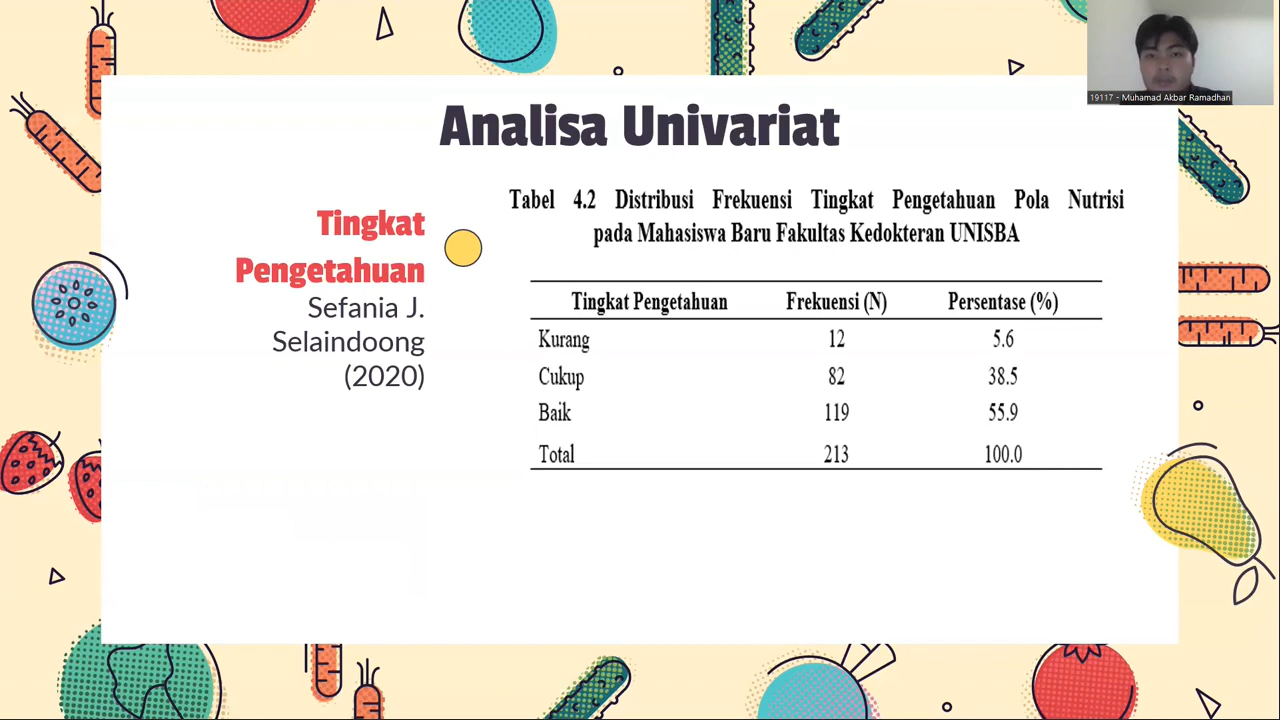 19117 - Muhamad Akbar Ramadhan
Analisa Univariat
Tingkat
Pengetahuan
Sefania J.
Selaindoong
(2020)
Tabel 4.2 Distribusi Frekuensi Tingkat Pengetahuan Pola Nutrisi
pada Mahasiswa Baru Fakultas Kedokteran UNISBA
Tingkat Pengetahuan Frekuensi (N) Persentase (%)
Kurang 12 5.6
Cukup 82 38.5
Baik 119 55.9
Total 213 100.0